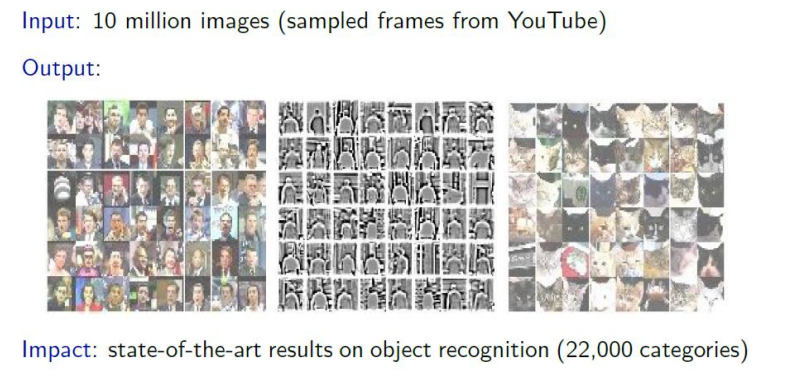 Input: 10 million images (sampled frames from YouTube)
Output:
Impact: state-of-the-art results on object recognition (22,000 categories)